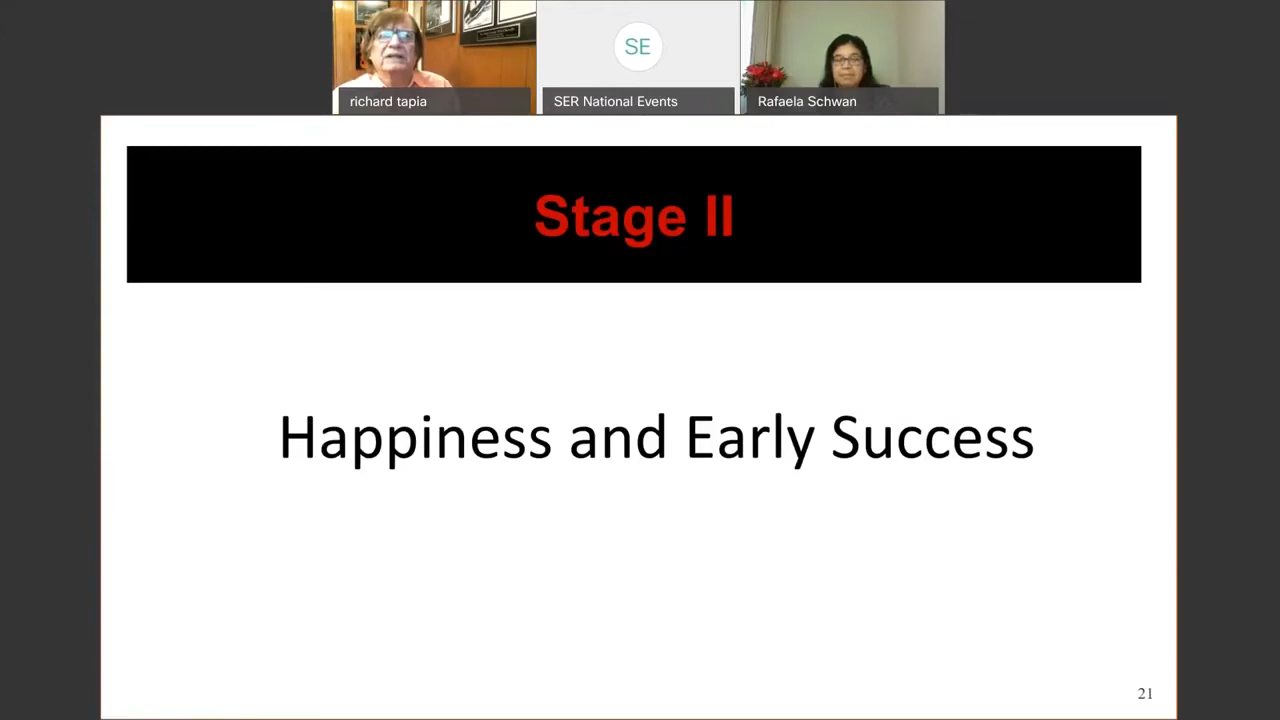 SE
richard tapia
SER National Events
Rafaela Schwan
Stage II
Happiness and Early Success
21